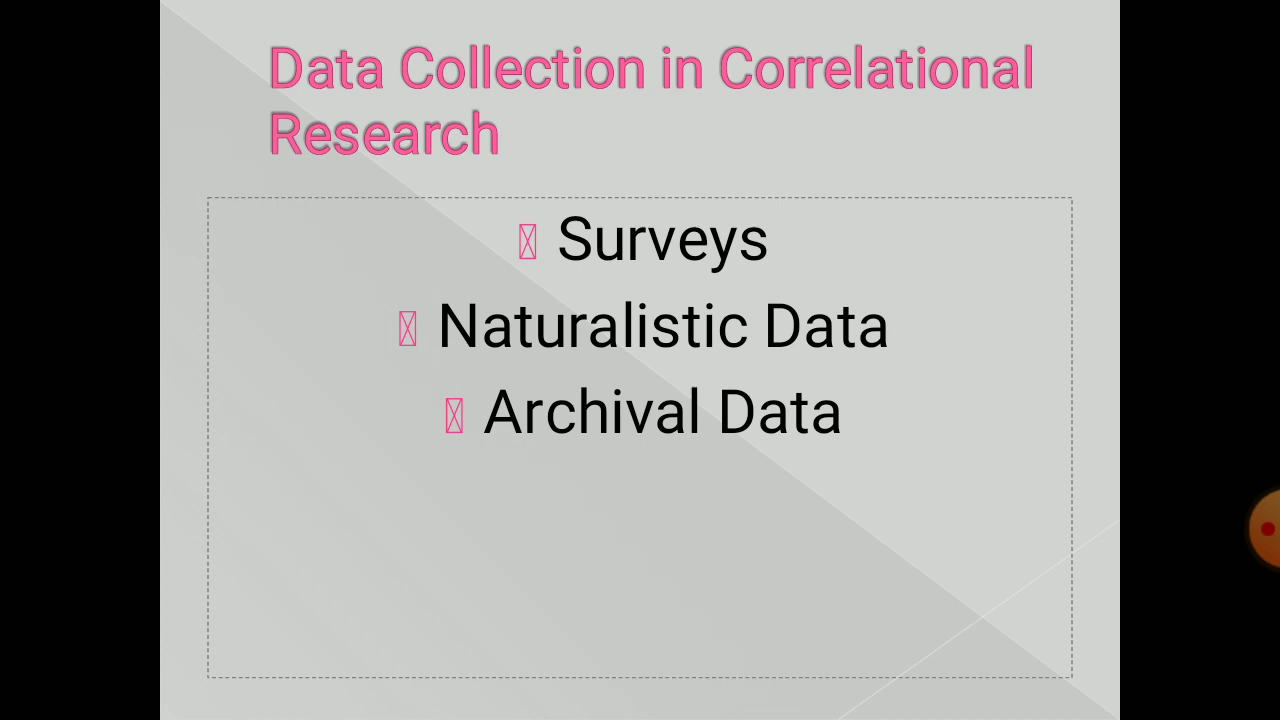 Data Collection in Correlational
Research
Surveys
Naturalistic Data
Archival Data